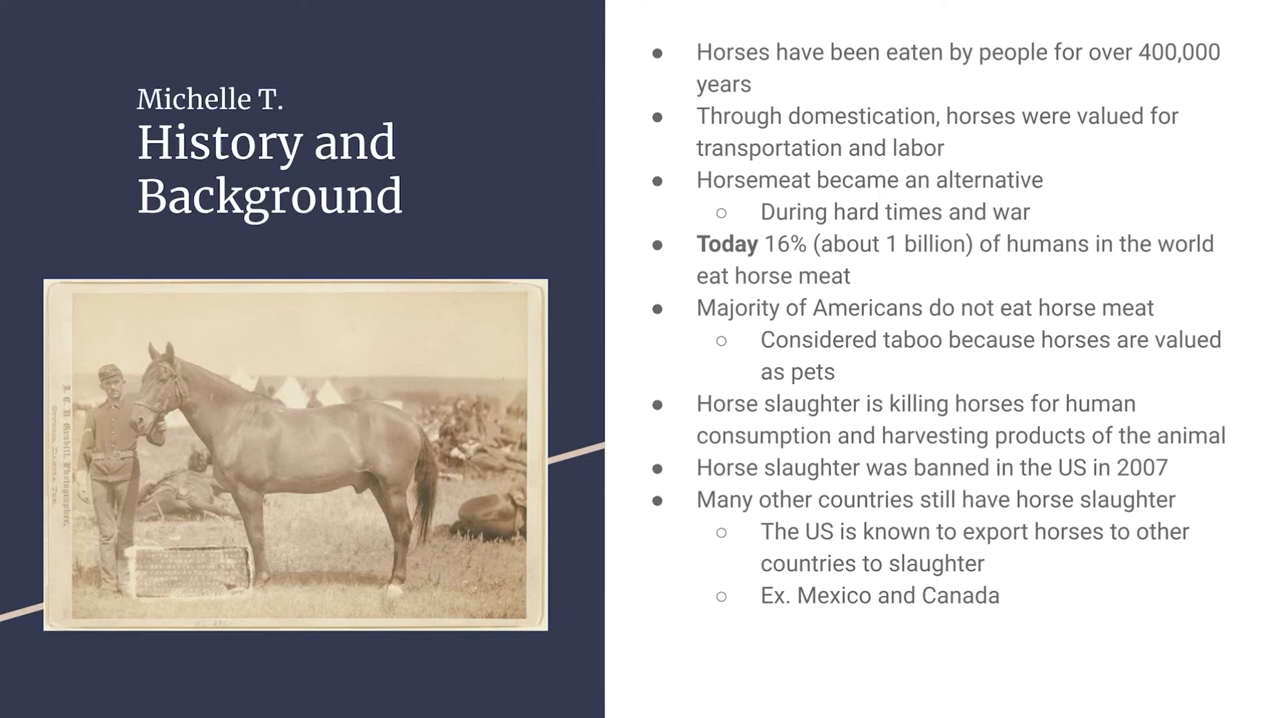 Michelle T.
History and
Background
● Horses have been eaten by people for over 400,000
years
● Through domestication, horses were valued for
transportation and labor
● Horsemeat became an alternative
○ During hard times and war
● Today 16% (about 1 billion) of humans in the world
eat horse meat
● Majority of Americans do not eat horse meat
○ Considered taboo because horses are valued
as pets
● Horse slaughter is killing horses for human
consumption and harvesting products of the animal
● Horse slaughter was banned in the US in 2007
● Many other countries still have horse slaughter
○ The US is known to export horses to other
countries to slaughter
○ Ex. Mexico and Canada